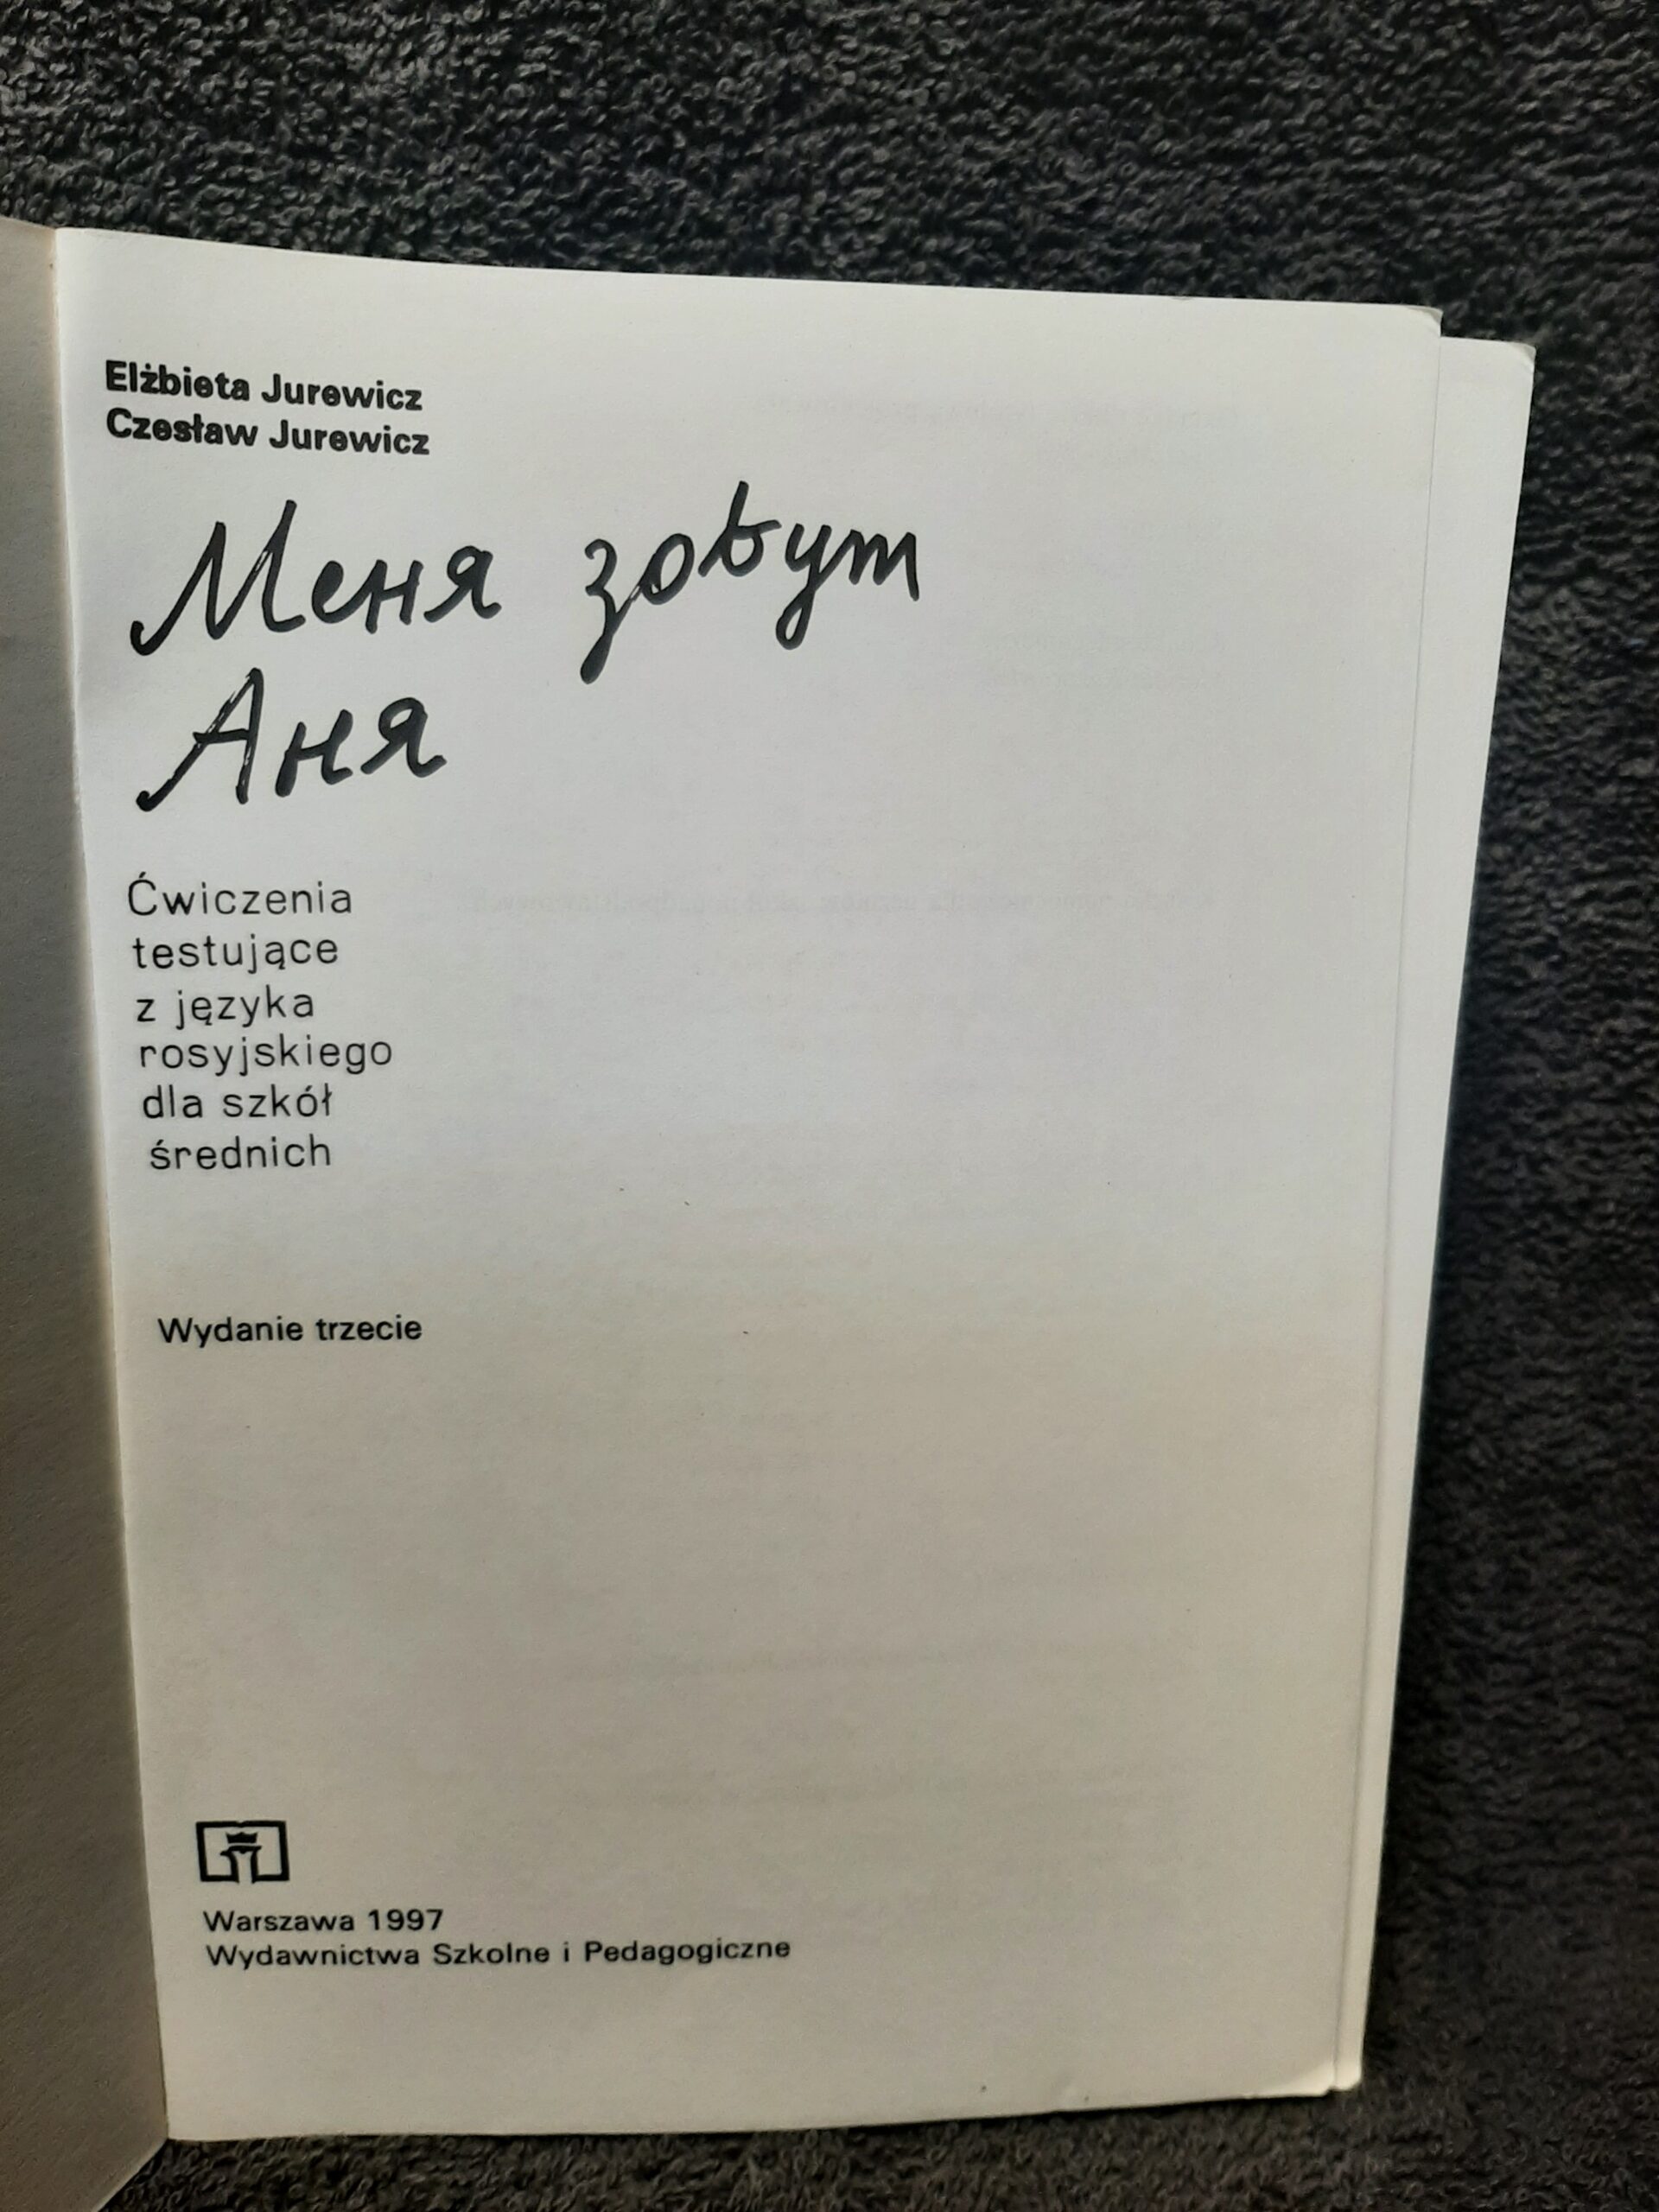 Elżbieta Jurewicz
Czesław Jurewicz
Меня зовут
Аня
Ćwiczenia
testujące
z języka
rosyjskiego
dla szkół
średnich
Wydanie trzecie
Warszawa 1997
Wydawnictwa Szkolne i Pedagogiczne